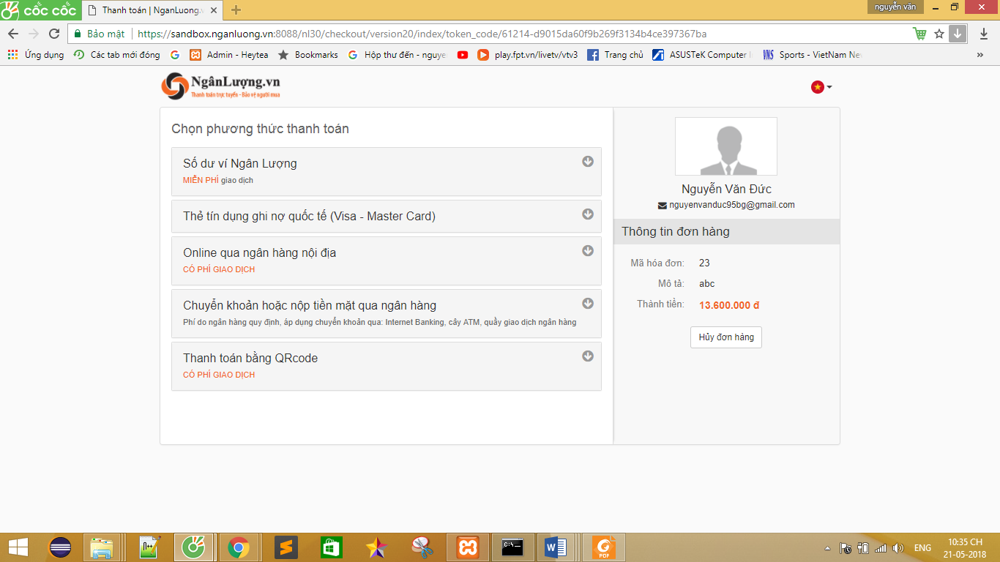 cốc cốc
Thanh toán | NganLuong.v
nguyễn văn
Bảo mật
https://sandbox.nganluong.vn:8088/nl30/checkout/version20/index/token_code/61214-d9015da60f9b269f3134b4ce397367ba
Ứng dụng
Các tab mới đóng
Admin - Heytea
Bookmarks
Hộp thư đến - nguye
play.fpt.vn/livetv/vtv3
Trang chủ
ASUSTeK Computer I
Sports - VietNam Ne
»
NgânLượng.vn
Thanh toán trực tuyến - Bảo vệ người mua
Chọn phương thức thanh toán
Số dư ví Ngân Lượng
MIỄN PHÍ giao dịch
Thẻ tín dụng ghi nợ quốc tế (Visa - Master Card)
Online qua ngân hàng nội địa
CÓ PHÍ GIAO DỊCH
Chuyển khoản hoặc nộp tiền mặt qua ngân hàng
Phí do ngân hàng quy định, áp dụng chuyển khoản qua: Internet Banking, cây ATM, quầy giao dịch ngân hàng
Thanh toán bằng QRcode
CÓ PHÍ GIAO DỊCH
Nguyễn Văn Đức
nguyenvanduc95bg@gmail.com
Thông tin đơn hàng
Mã hóa đơn: 23
Mô tả: abc
Thành tiền: 13.600.000 đ
Hủy đơn hàng
ENG
10:35 CH
21-05-2018